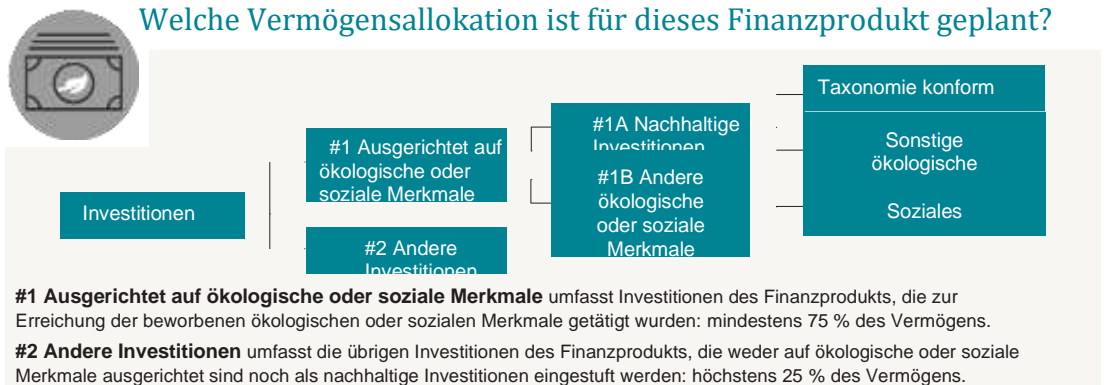 Welche Vermögensallokation ist für dieses Finanzprodukt geplant?
Investitionen
#1 Ausgerichtet auf
ökologische oder
soziale Merkmale
#2 Andere
Investitionen
#1A Nachhaltige
Investitionen
#1B Andere
ökologische
oder soziale
Merkmale
Taxonomie konform
Sonstige
ökologische
Soziales
#1 Ausgerichtet auf ökologische oder soziale Merkmale umfasst Investitionen des Finanzprodukts, die zur
Erreichung der beworbenen ökologischen oder sozialen Merkmale getätigt wurden: mindestens 75 % des Vermögens.
#2 Andere Investitionen umfasst die übrigen Investitionen des Finanzprodukts, die weder auf ökologische oder soziale
Merkmale ausgerichtet sind noch als nachhaltige Investitionen eingestuft werden: höchstens 25 % des Vermögens.